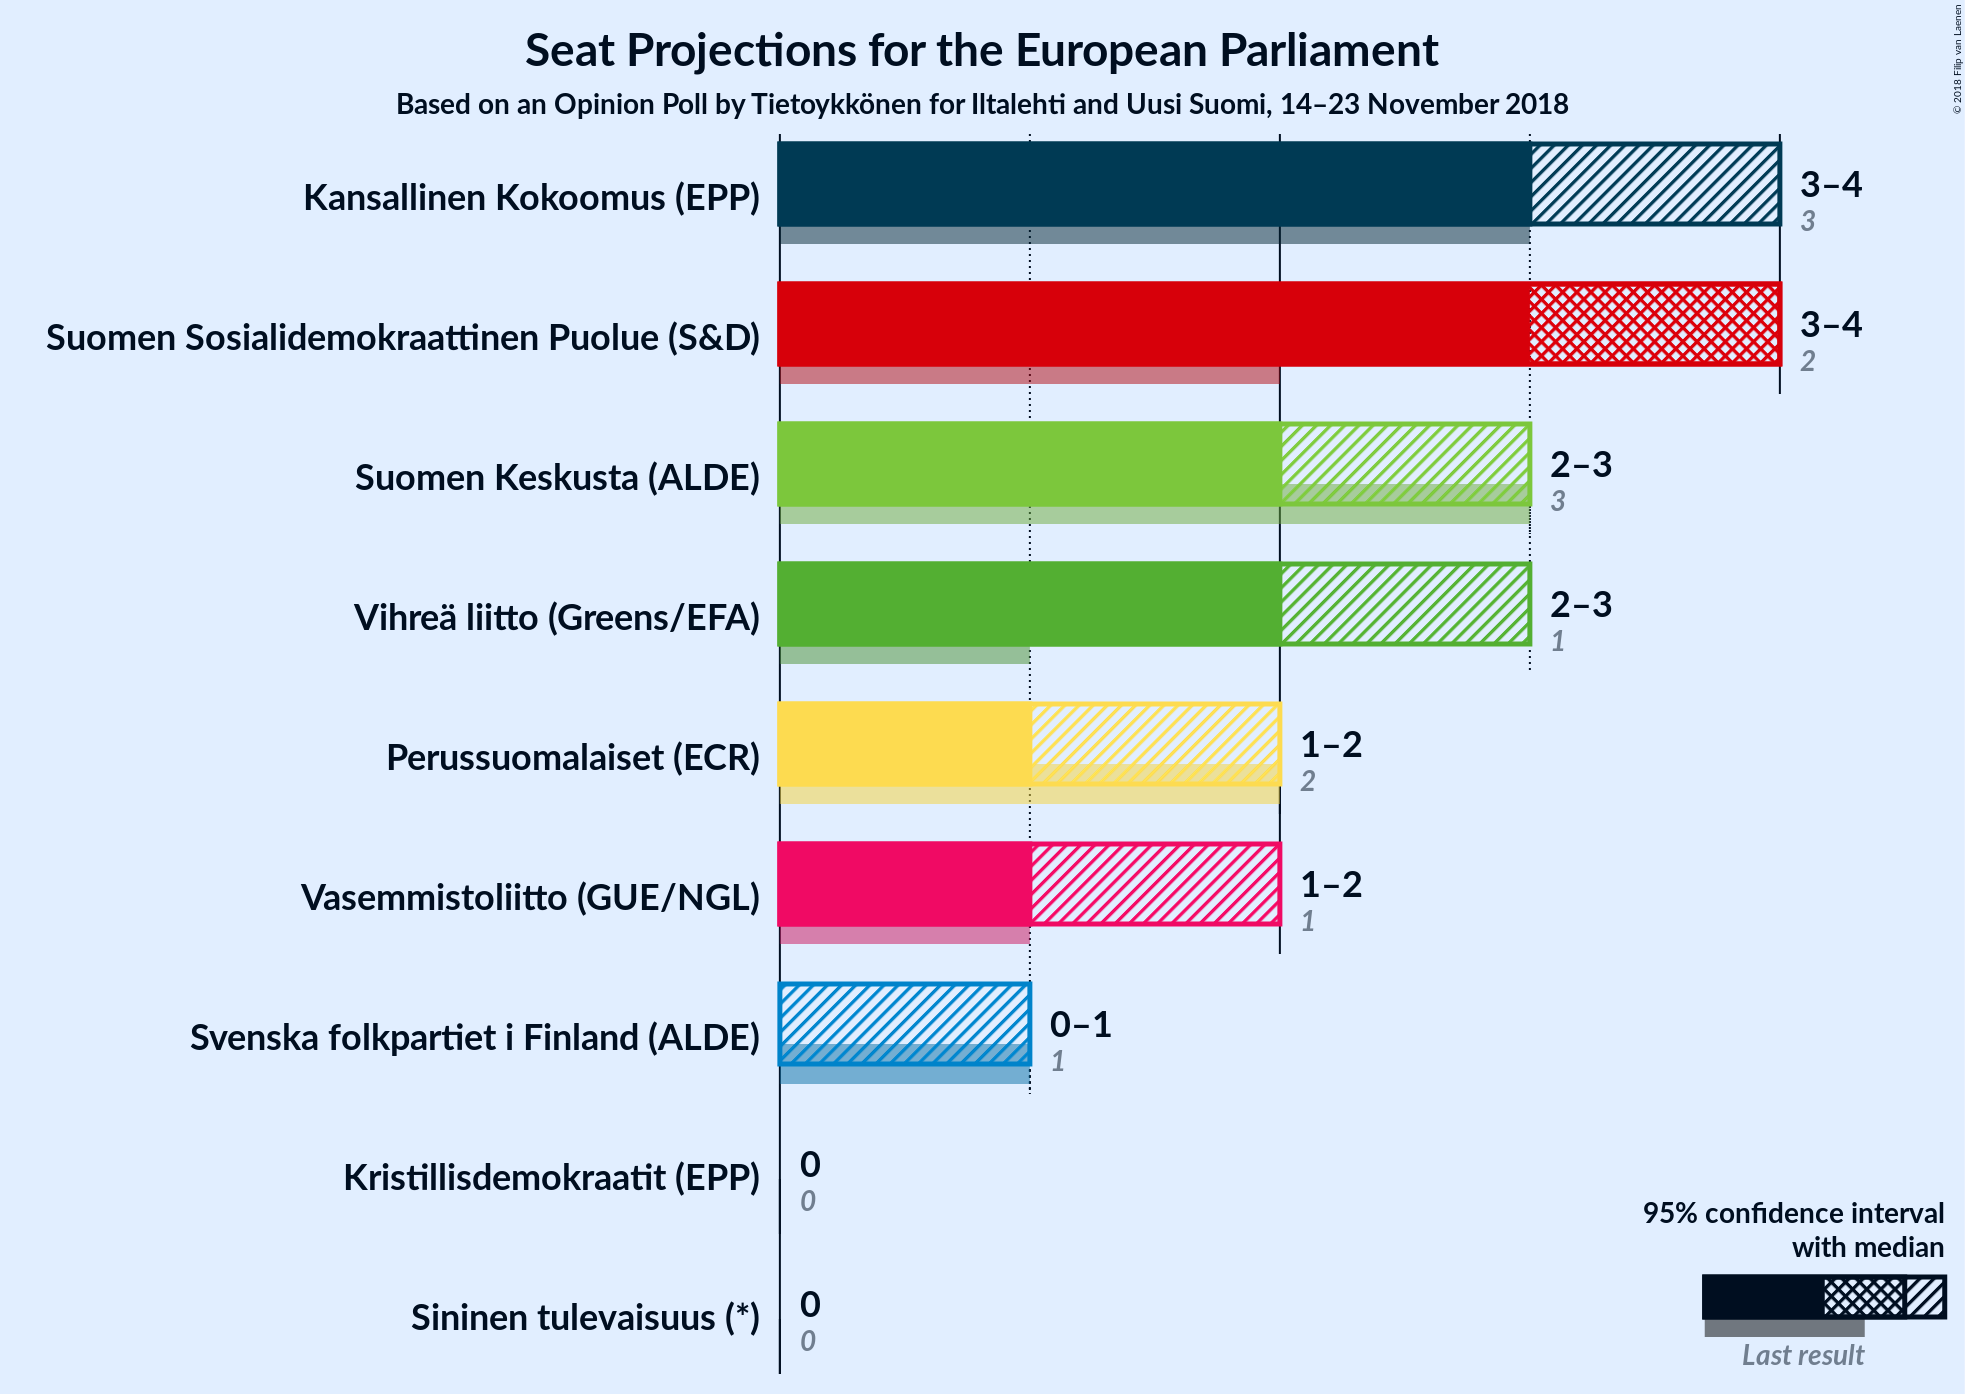 Seat Projections for the European Parliament
Based on an Opinion Poll by Tietoykkönen for Iltalehti and Uusi Suomi, 14–23 November 2018
© 2018 Filip van Laenen
Kansallinen Kokoomus (EPP)
3–4
3
Suomen Sosialidemokraattinen Puolue (S&D)
3–4
2
Suomen Keskusta (ALDE)
2–3
3
Vihreä liitto (Greens/EFA)
2–3
1
Perussuomalaiset (ECR)
1–2
2
Vasemmistoliitto (GUE/NGL)
1–2
1
Svenska folkpartiet i Finland (ALDE)
0–1
1
Kristillisdemokraatit (EPP)
0
0
Sininen tulevaisuus (*)
0
0
95% confidence interval
with median
Last result